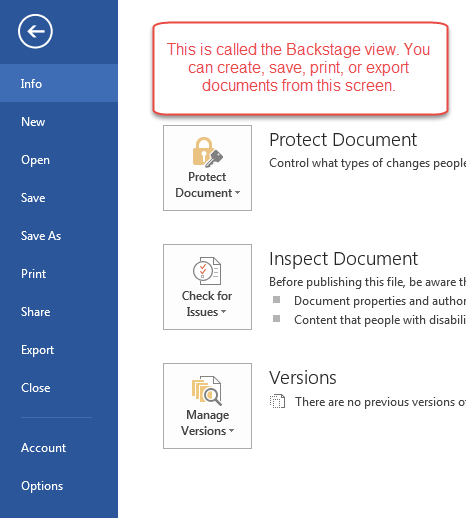 This is called the Backstage view. You
can create, save, print, or export
documents from this screen.
Info
New
Open
Save
Save As
Print
Share
Export
Close
Account
Options
Protect
Document
Protect Document
Control what types of changes people
Check for
Issues
Inspect Document
Before publishing this file, be aware
Document properties and
Content that people with
Manage
Versions
Versions
There are no previous versions